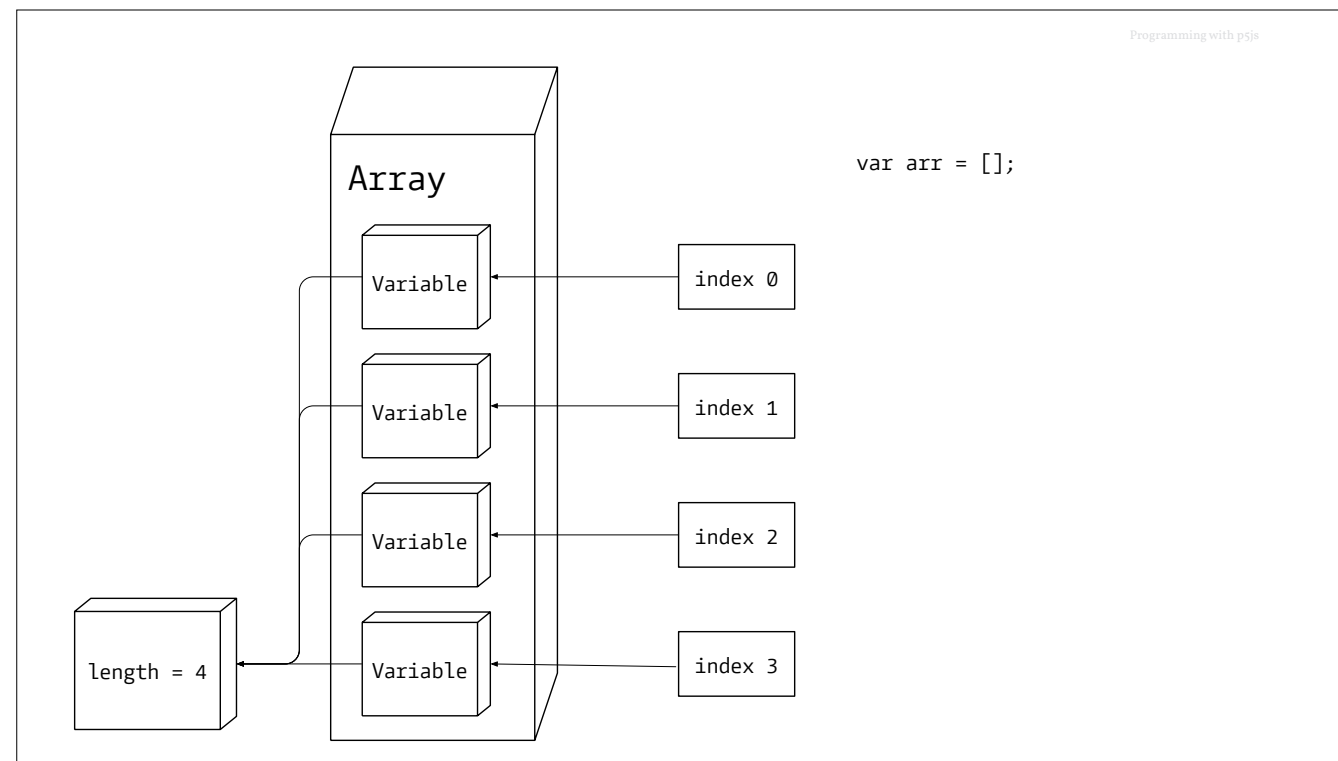 Programming with p5js
Array
var arr = [];
Variable
index 0
Variable
index 1
Variable
index 2
Variable
index 3
length = 4